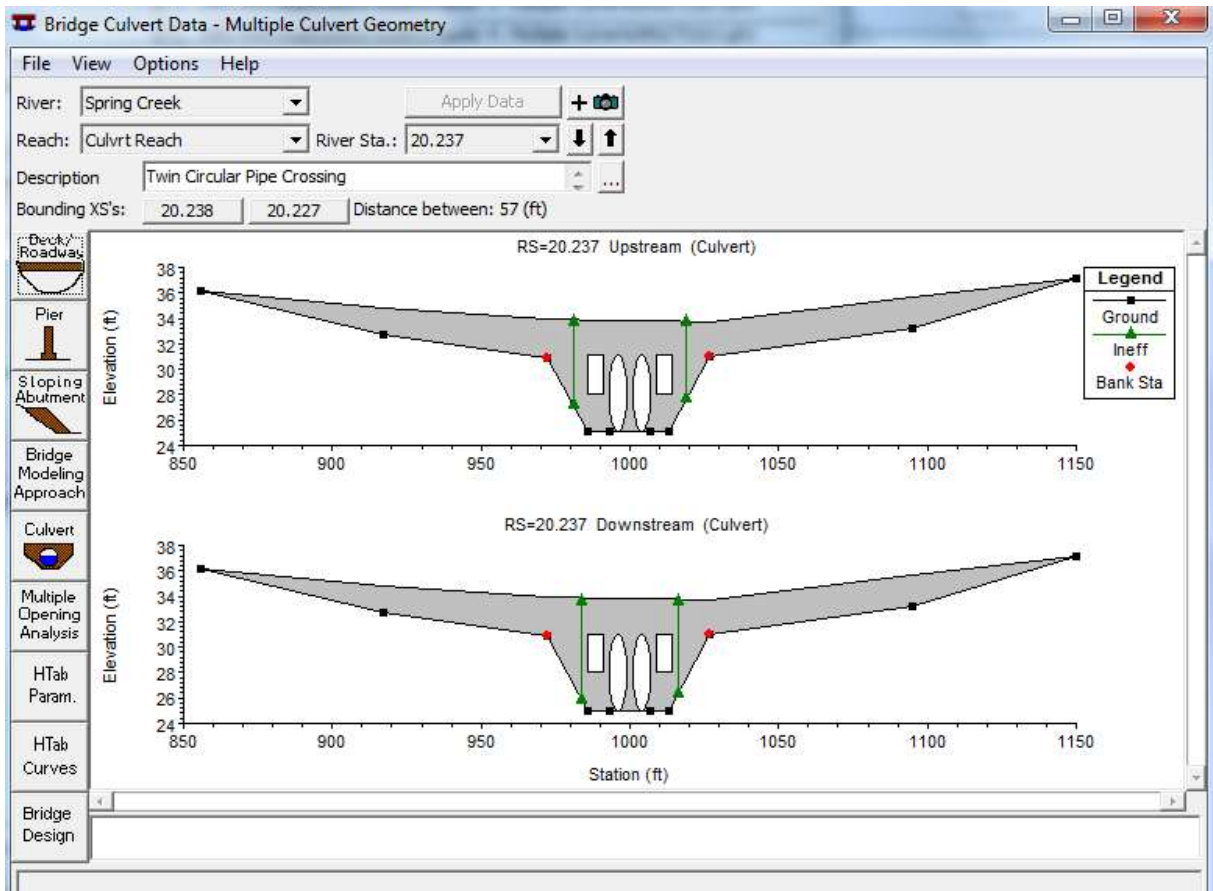 Bridge Culvert Data - Multiple Culvert Geometry
File View Options Help
River: Spring Creek Apply Data +
Reach: Culvrt Reach River Sta.: 20.237
Description Twin Circular Pipe Crossing ...
Bounding XS's: 20.238 20.227 Distance between: 57 (ft)
Deck/
Roadway
Pier
Sloping
Abutment
Bridge
Modeling
Approach
Culvert
Multiple
Opening
Analysis
HTab
Param.
HTab
Curves
Bridge
Design
RS=20.237 Upstream (Culvert)
38
36
34
32
30
28
26
24
Elevation (ft)
850 900 950 1000 1050 1100 1150
Legend
Ground
Ineff
Bank Sta
RS=20.237 Downstream (Culvert)
38
36
34
32
30
28
26
24
Elevation (ft)
850 900 950 1000 1050 1100 1150
Station (ft)